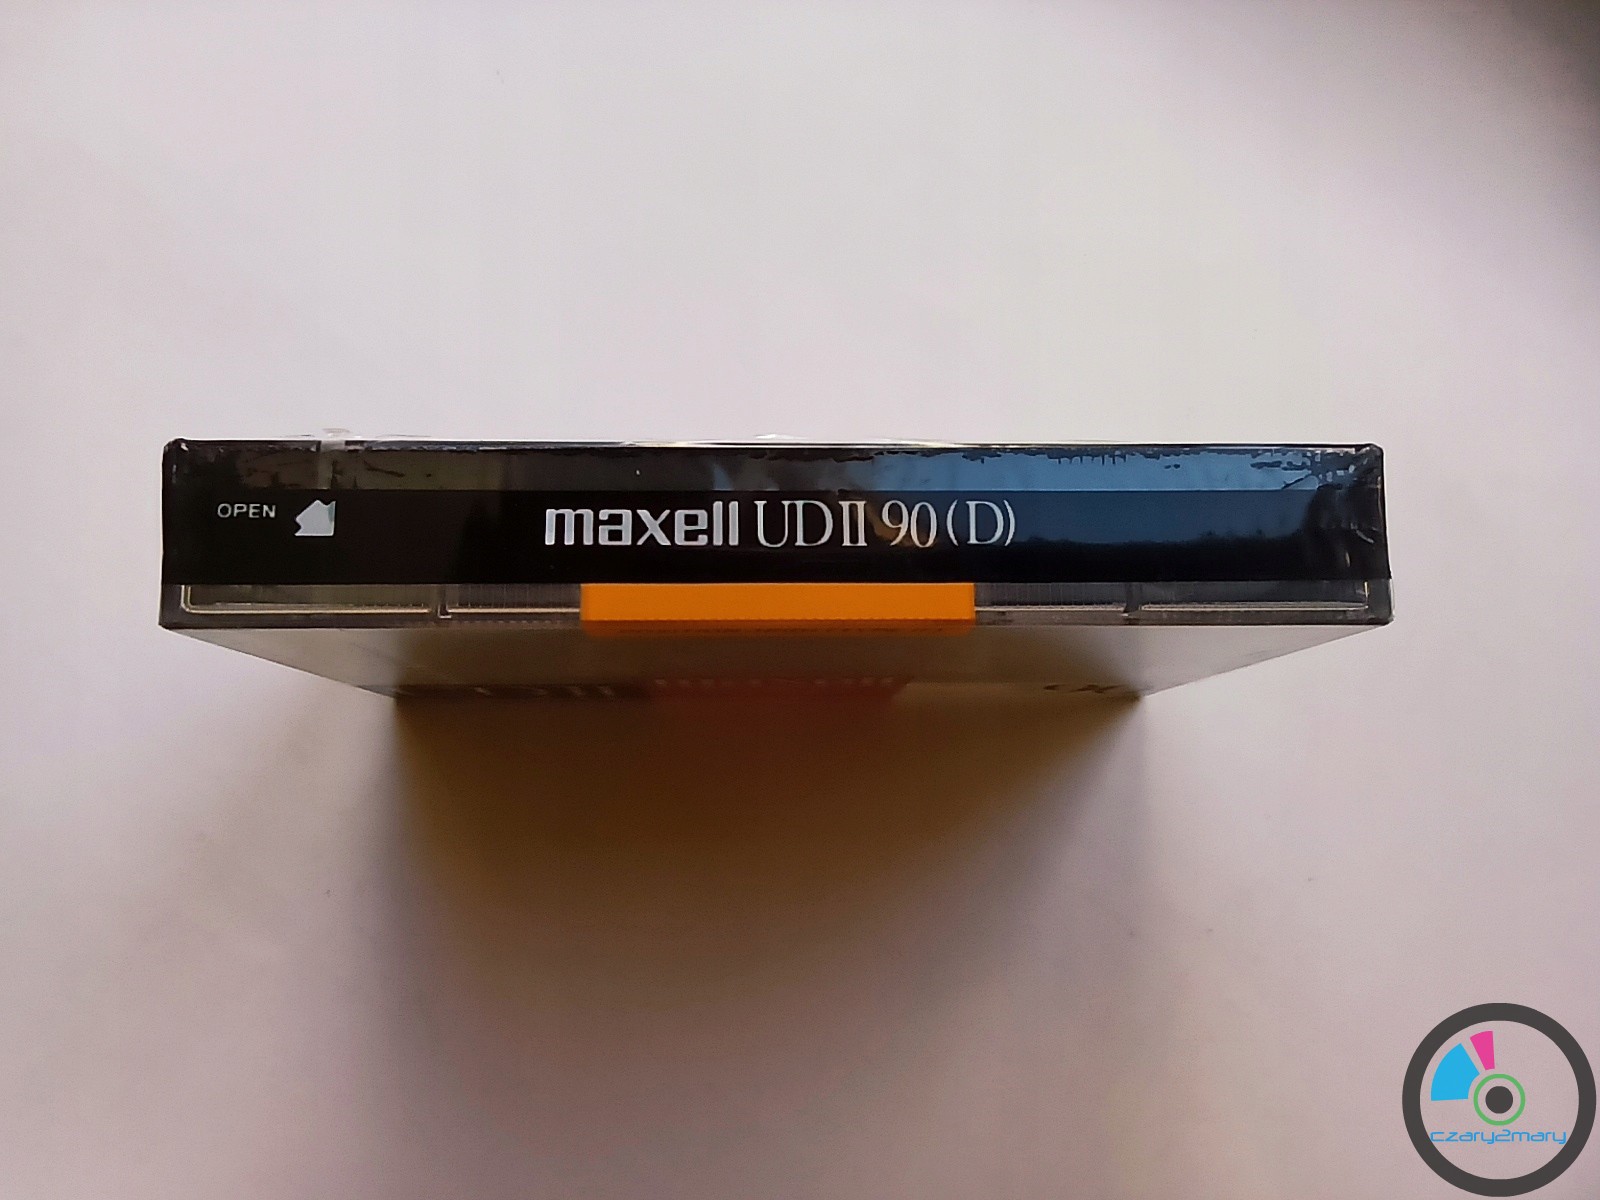 OPEN
maxell UDII 90(D)
czary2mary